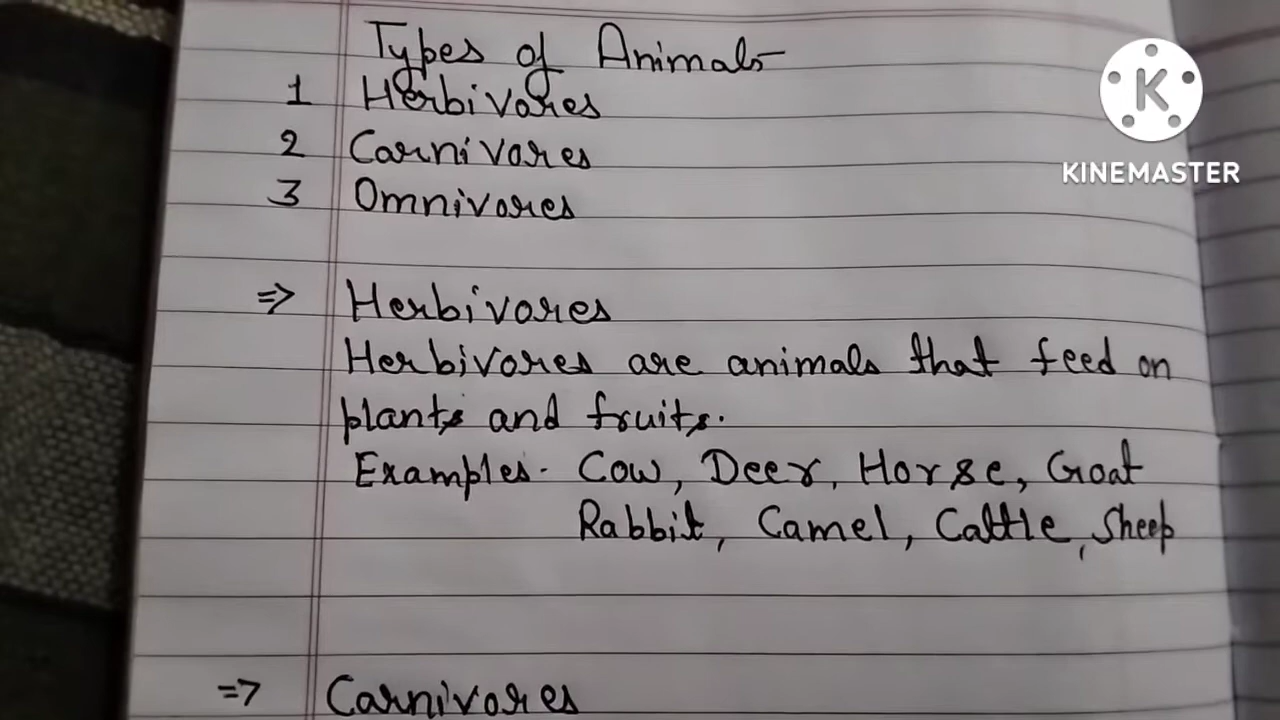 Types of Animals
1 Herbivores
2 Carnivores
3 Omnivores
⇒ Herbivores
Herbivores are animals that feed on
plants and fruits.
Examples. Cow, Deer, Horse, Goat
Rabbit, Camel, Cattle, Sheep
⇒ Carnivores
K
KINEMASTER